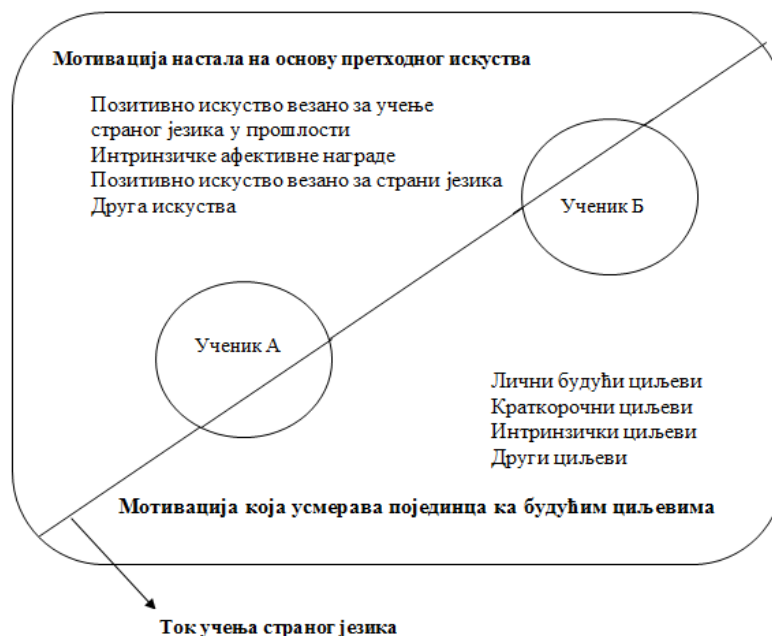 Мотивација настала на основу претходног искуства
Позитивно искуство везано за учење
страног језика у прошлости
Интринзичке афективне награде
Позитивно искуство везано за страни језика
Друга искуства
Ученик Б
Ученик А
Лични будући циљеви
Краткорочни циљеви
Интринзички циљеви
Други циљеви
Мотивација која усмерава појединца ка будућим циљевима
Ток учења страног језика